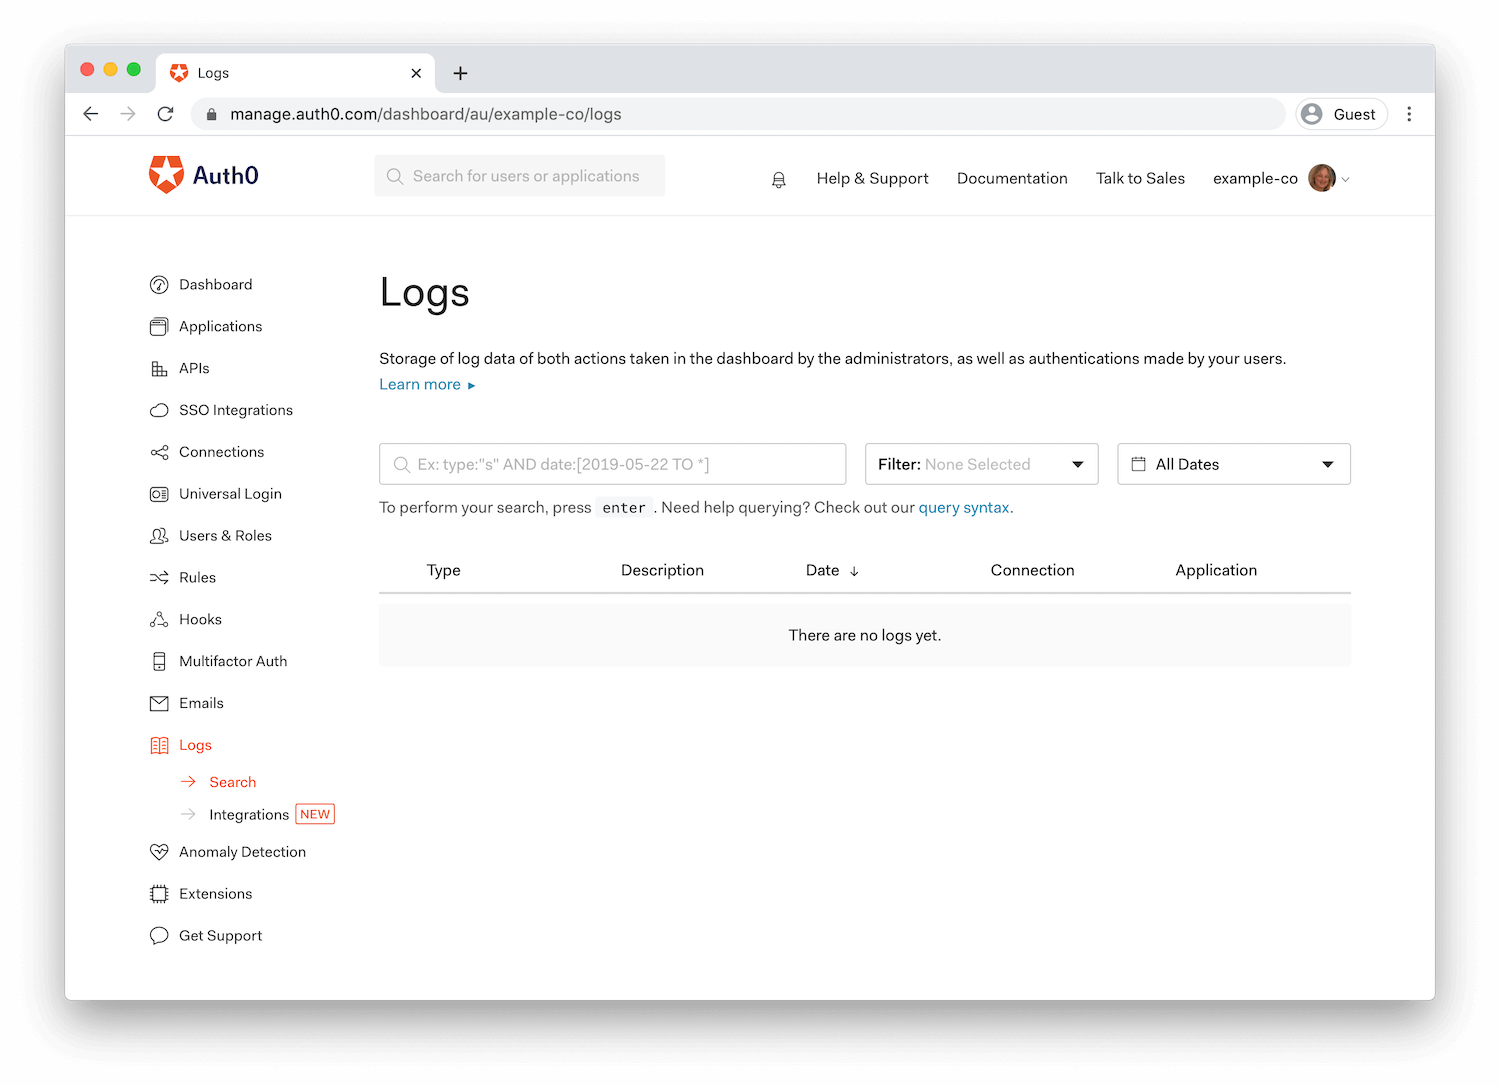 Logs
manage.auth0.com/dashboard/au/example-co/logs
Guest
Auth0
Search for users or applications
Help & Support
Documentation
Talk to Sales
example-co
Dashboard
Applications
APIs
SSO Integrations
Connections
Universal Login
Users & Roles
Rules
Hooks
Multifactor Auth
Emails
Logs
Search
Integrations NEW
Anomaly Detection
Extensions
Get Support
Logs
Storage of log data of both actions taken in the dashboard by the administrators, as well as authentications made by your users.
Learn more ▸
Ex: type:"s" AND date:[2019-05-22 TO *]
Filter: None Selected
All Dates
To perform your search, press enter . Need help querying? Check out our query syntax.
Type Description Date ↓ Connection Application
There are no logs yet.